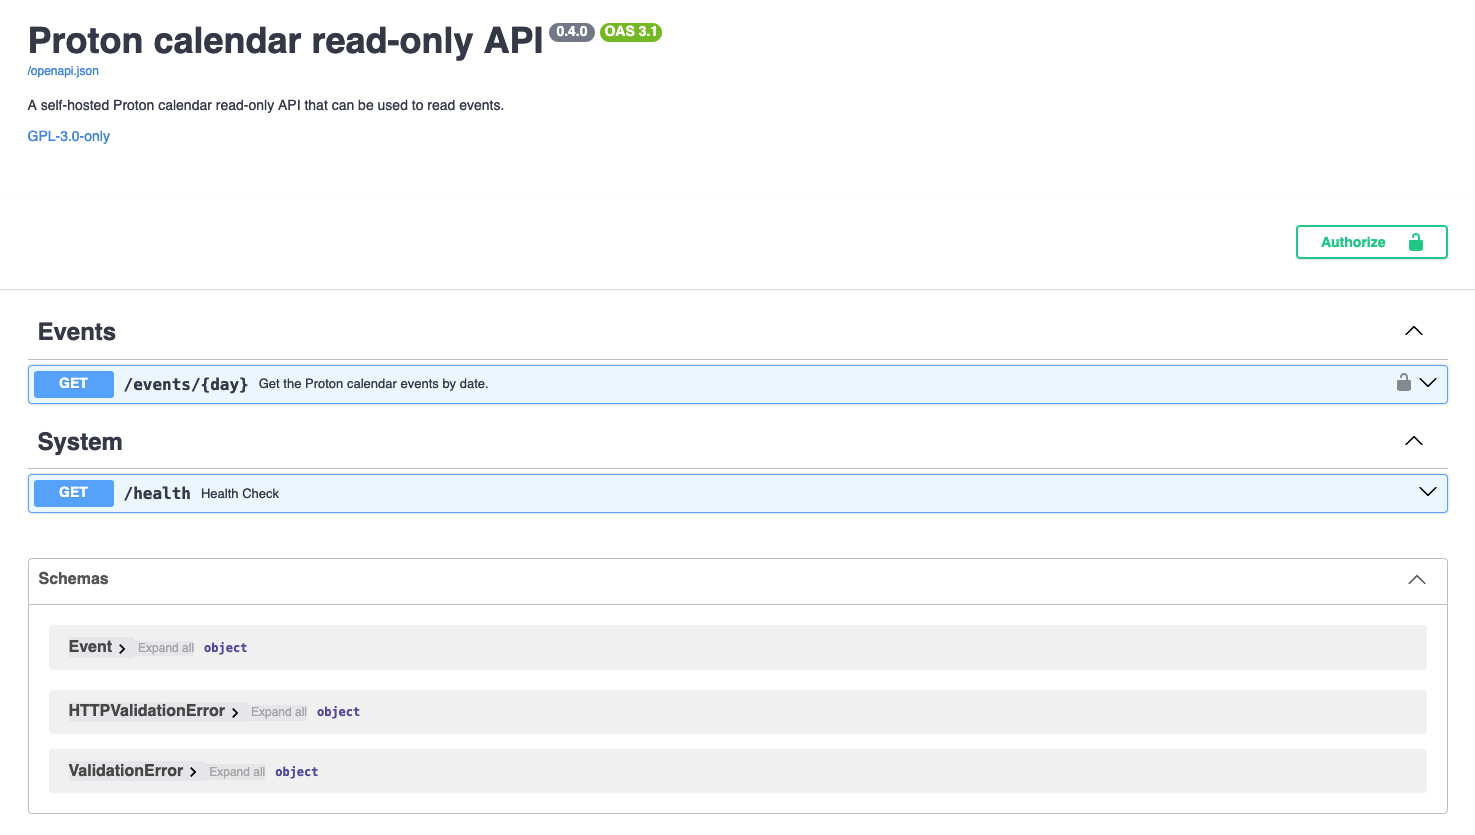 Proton calendar read-only API 0.4.0 OAS 3.1
/openapi.json
A self-hosted Proton calendar read-only API that can be used to read events.
GPL-3.0-only
Authorize
Events
GET /events/{day} Get the Proton calendar events by date.
System
GET /health Health Check
Schemas
Event Expand all object
HTTPValidationError Expand all object
ValidationError Expand all object